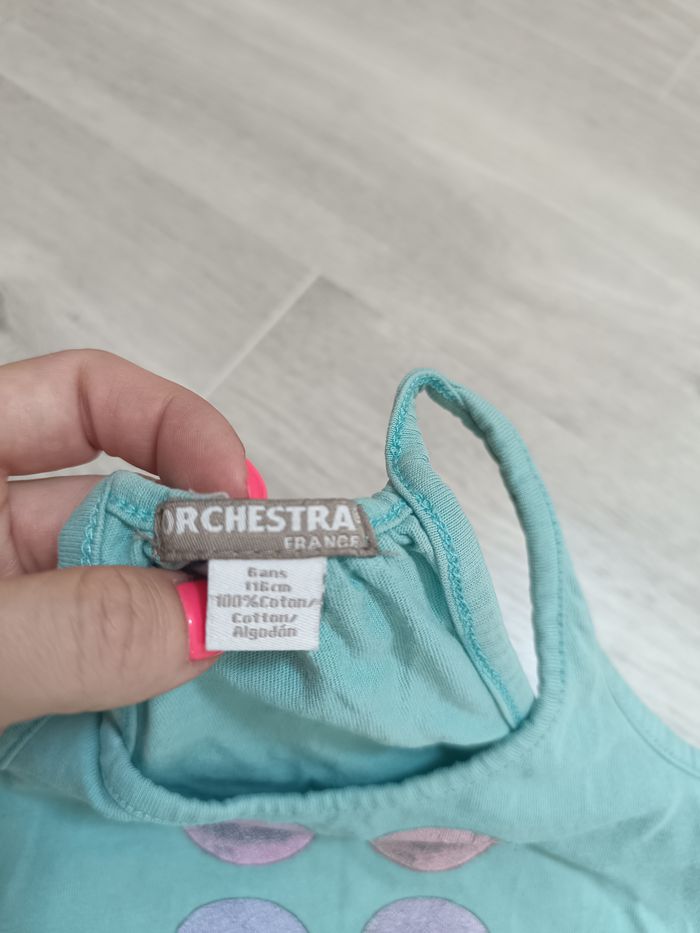 ORCHESTRA
FRANCE
6ans
116cm
100%Coton/
Cotton/
Algodón